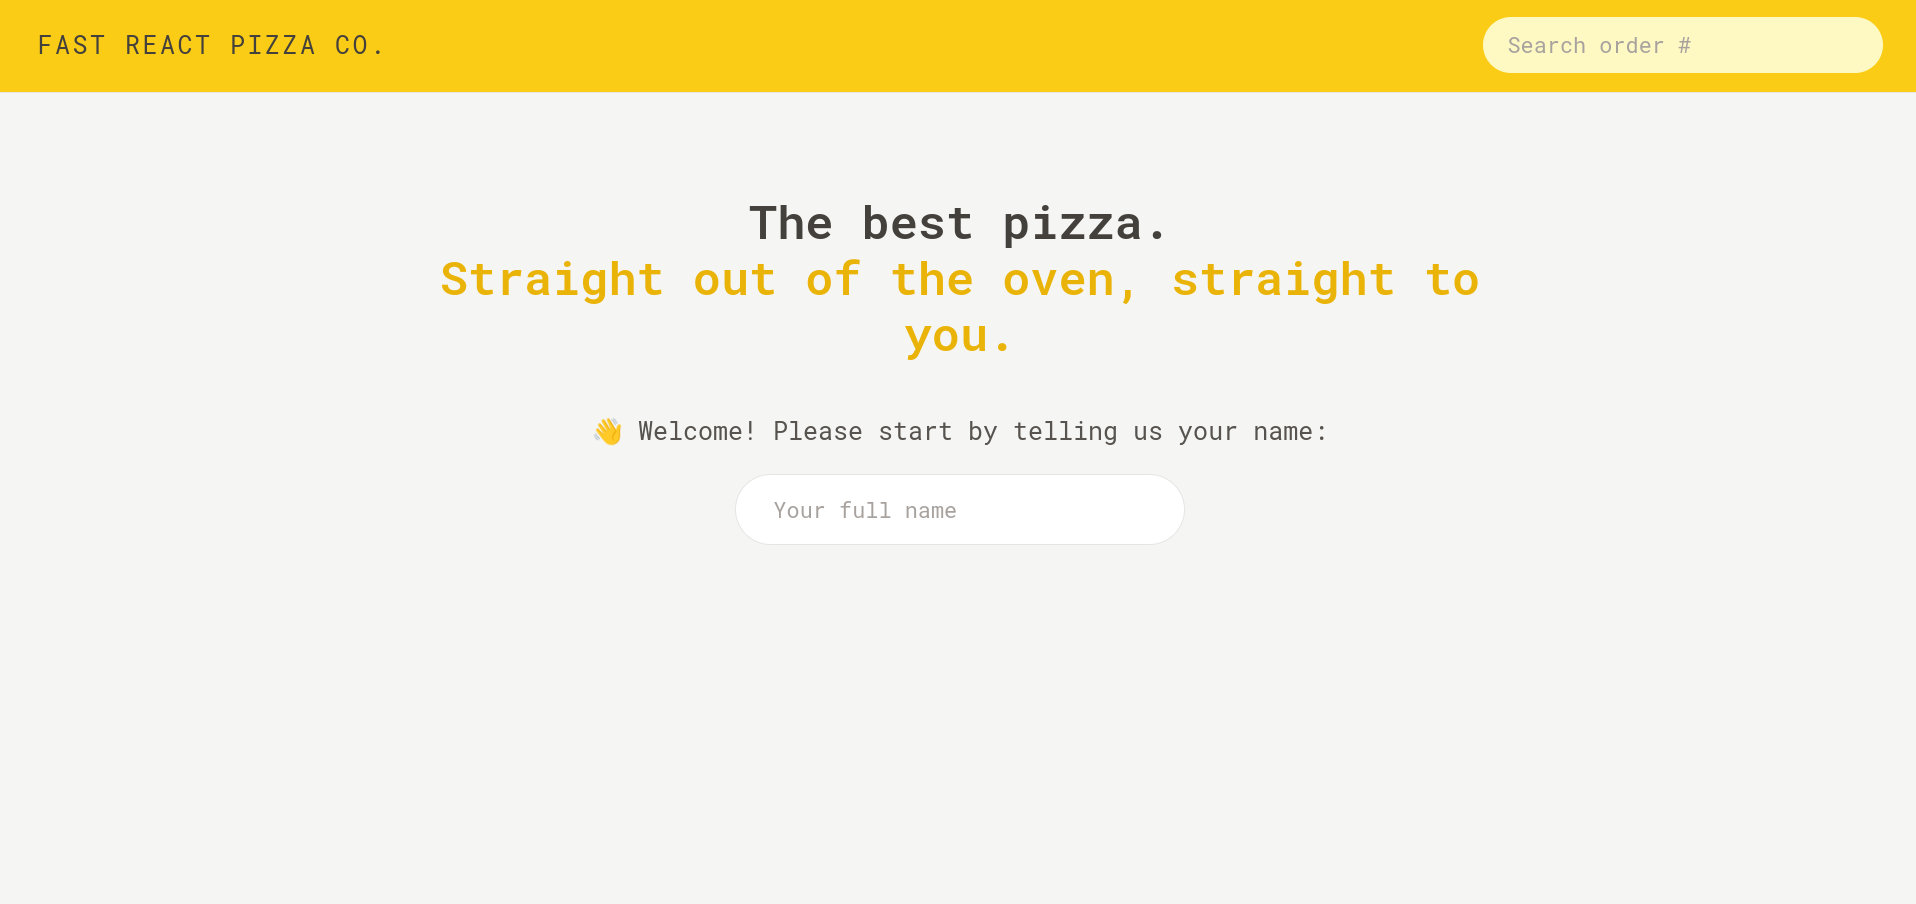 FAST REACT PIZZA CO.
Search order #
The best pizza.
Straight out of the oven, straight to
you.
👋 Welcome! Please start by telling us your name:
Your full name